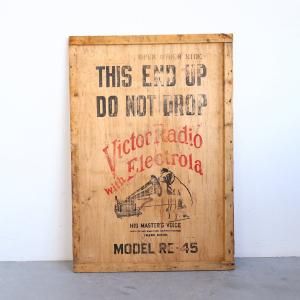 OPEN OTHER SIDE
THIS END UP
DO NOT DROP
Victor Radio
with Electrola
HIS MASTER'S VOICE
MODEL RE-45